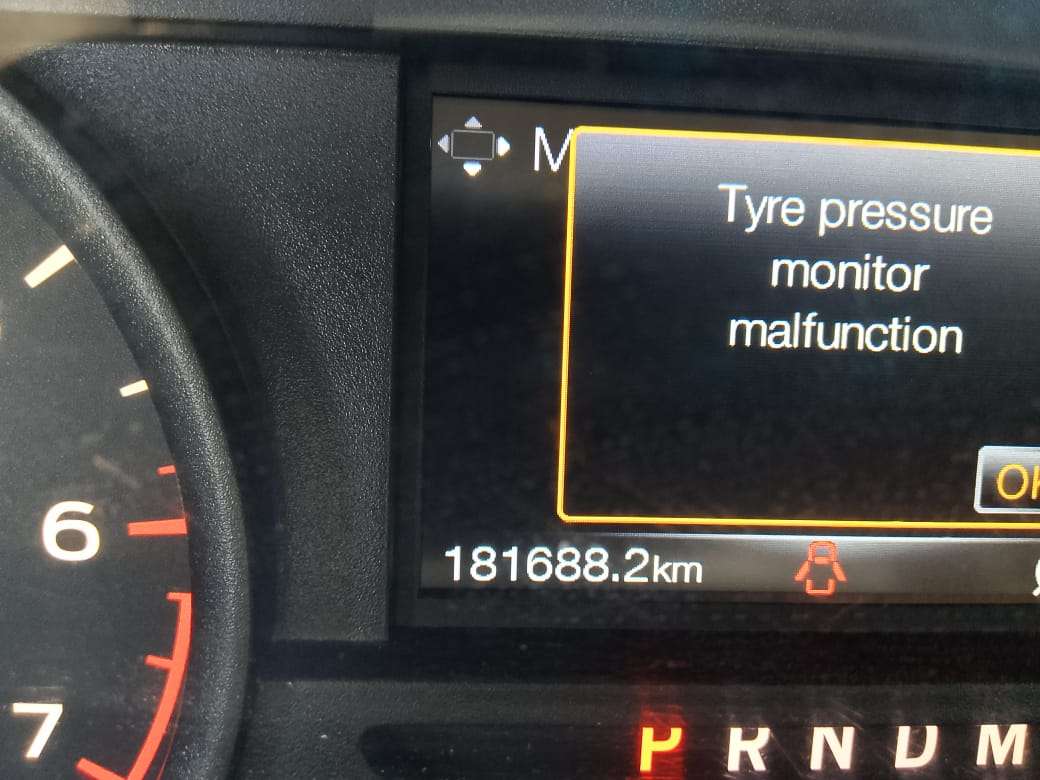 M
Tyre pressure
monitor
malfunction
OK
6
181688.2km
7
P R N D M